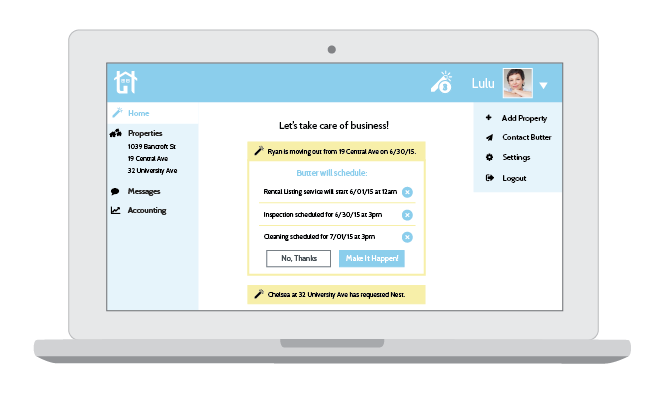 Lulu
Home
Properties
1039 Bancroft St
19 Central Ave
32 University Ave
Messages
Accounting
Let's take care of business!
Ryan is moving out from 19 Central Ave on 6/30/15.
Butter will schedule:
Rental Listing service will start 6/01/15 at 12am
Inspection scheduled for 6/30/15 at 3pm
Cleaning scheduled for 7/01/15 at 3pm
No, Thanks
Make It Happen!
Chelsea at 32 University Ave has requested Nest.
Add Property
Contact Butter
Settings
Logout